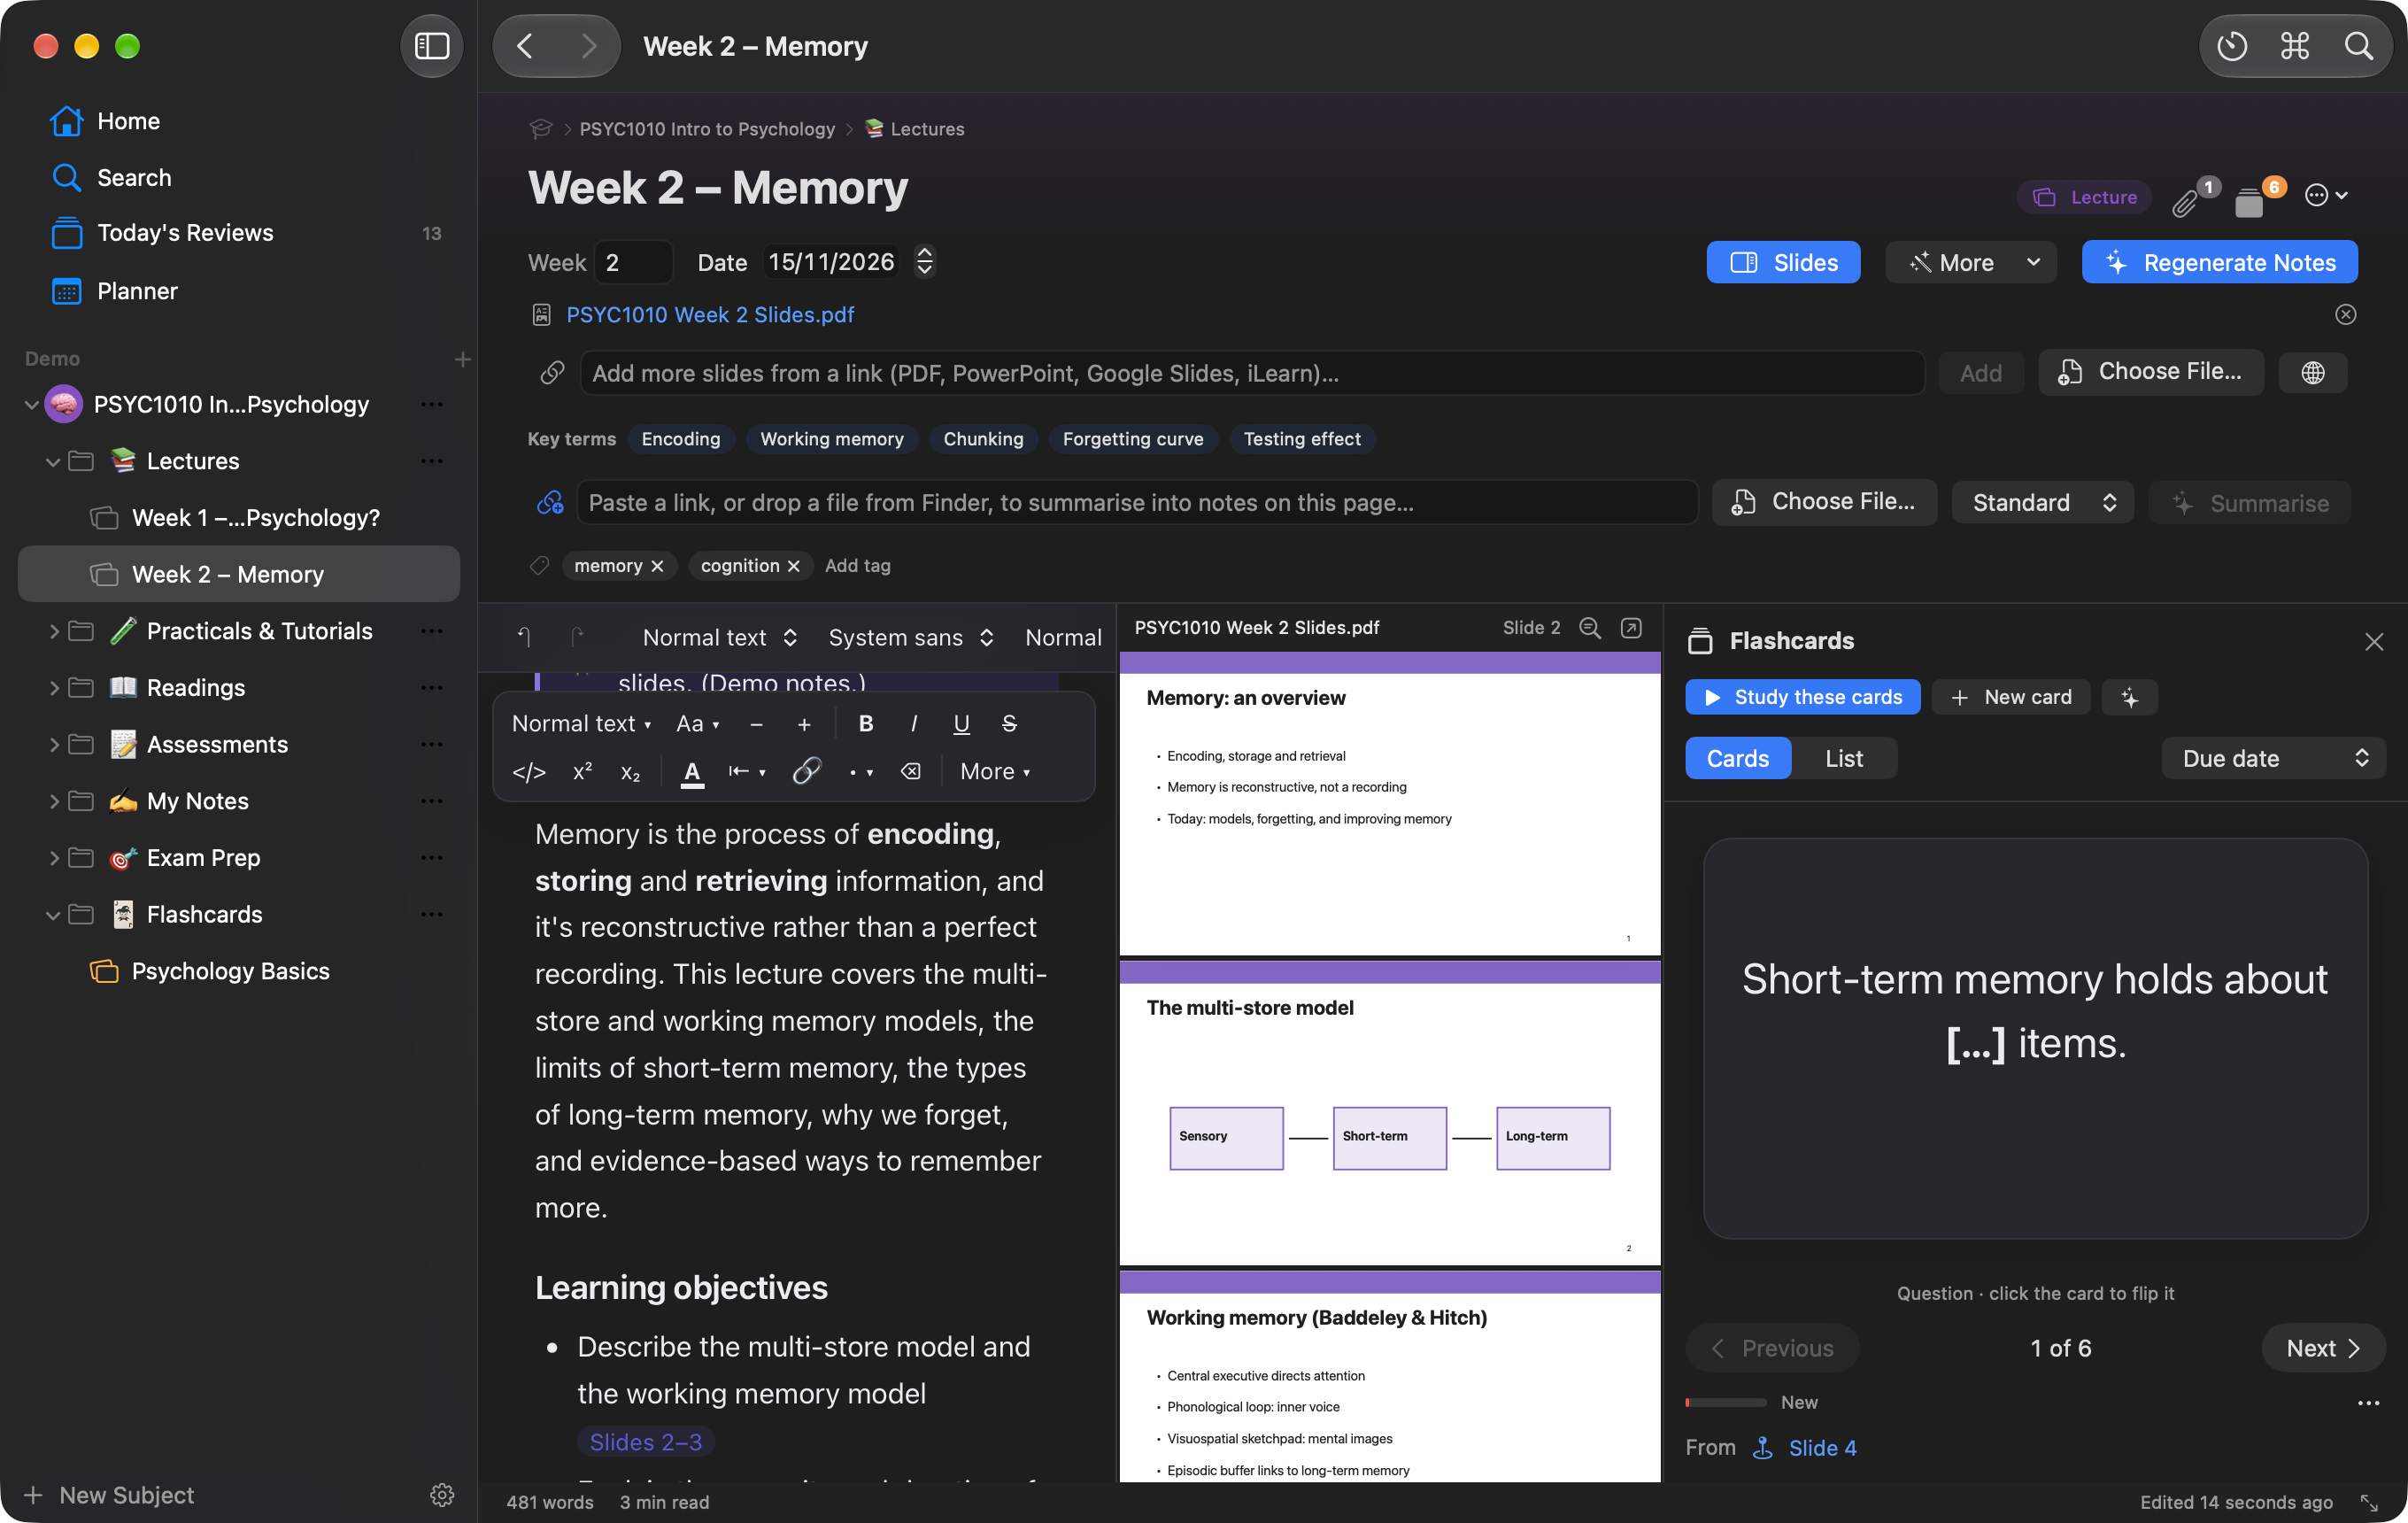 Week 2 – Memory
Home
Search
Today's Reviews 13
Planner
Demo
PSYC1010 In...Psychology
📚 Lectures
Week 1 –...Psychology?
Week 2 – Memory
Practicals & Tutorials
Readings
Assessments
My Notes
Exam Prep
Flashcards
Psychology Basics
New Subject
PSYC1010 Intro to Psychology > 📚 Lectures
Week 2 – Memory
Lecture 1 6
Week 2 Date 15/11/2026
Slides More Regenerate Notes
PSYC1010 Week 2 Slides.pdf
Add more slides from a link (PDF, PowerPoint, Google Slides, iLearn)... Add Choose File...
Key terms Encoding Working memory Chunking Forgetting curve Testing effect
Paste a link, or drop a file from Finder, to summarise into notes on this page... Choose File... Standard Summarise
memory cognition Add tag
Normal text System sans Normal
slides. (Demo notes.)
Normal text Aa − + B I U S
</> x² x₂ A More
Memory is the process of encoding,
storing and retrieving information, and
it's reconstructive rather than a perfect
recording. This lecture covers the multi-
store and working memory models, the
limits of short-term memory, the types
of long-term memory, why we forget,
and evidence-based ways to remember
more.
Learning objectives
• Describe the multi-store model and
the working memory model
Slides 2–3
481 words 3 min read
PSYC1010 Week 2 Slides.pdf Slide 2
Memory: an overview
• Encoding, storage and retrieval
• Memory is reconstructive, not a recording
• Today: models, forgetting, and improving memory
1
The multi-store model
Sensory Short-term Long-term
2
Working memory (Baddeley & Hitch)
• Central executive directs attention
• Phonological loop: inner voice
• Visuospatial sketchpad: mental images
• Episodic buffer links to long-term memory
Flashcards
Study these cards New card
Cards List Due date
Short-term memory holds about
[...] items.
Question · click the card to flip it
Previous 1 of 6 Next
New
From Slide 4
Edited 14 seconds ago